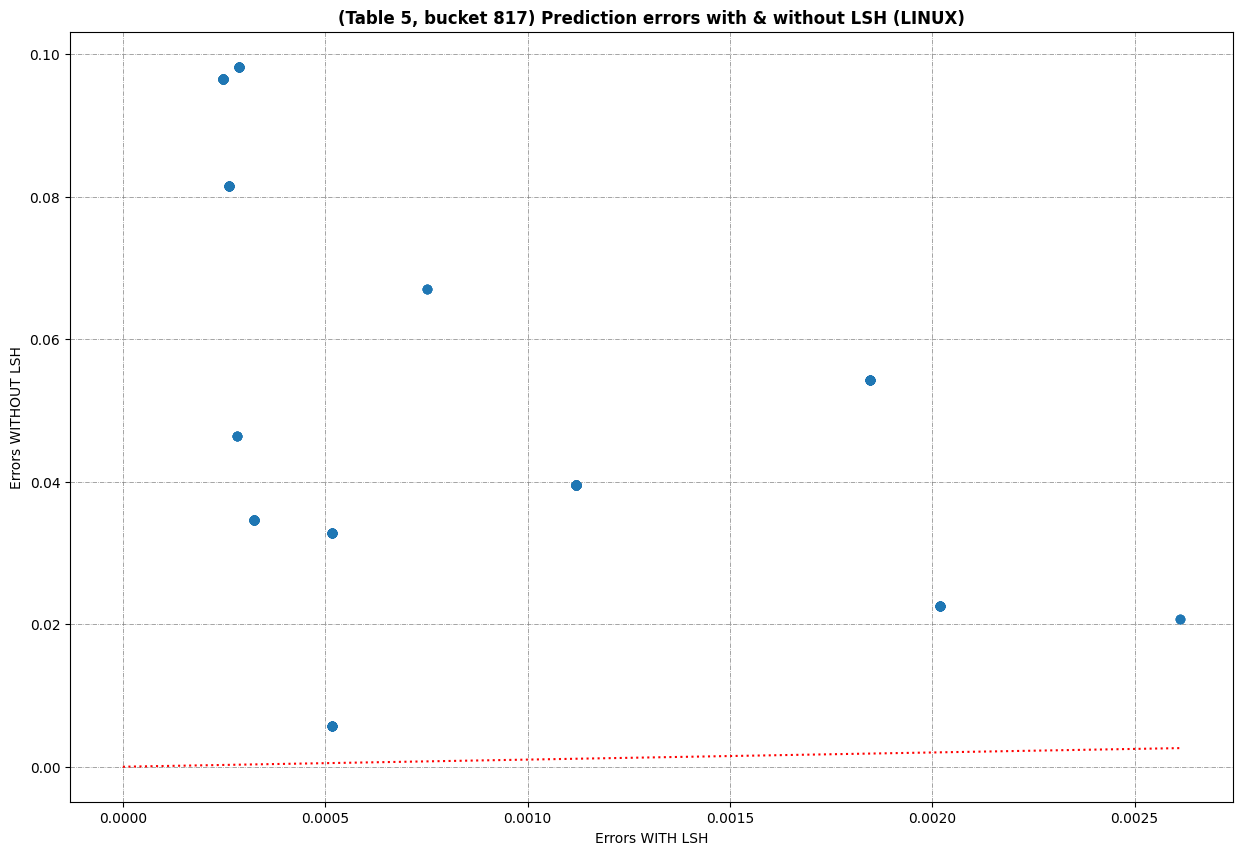 (Table 5, bucket 817) Prediction errors with & without LSH (LINUX)
0.10
0.08
0.06
0.04
0.02
0.00
Errors WITHOUT LSH
0.0000 0.0005 0.0010 0.0015 0.0020 0.0025
Errors WITH LSH